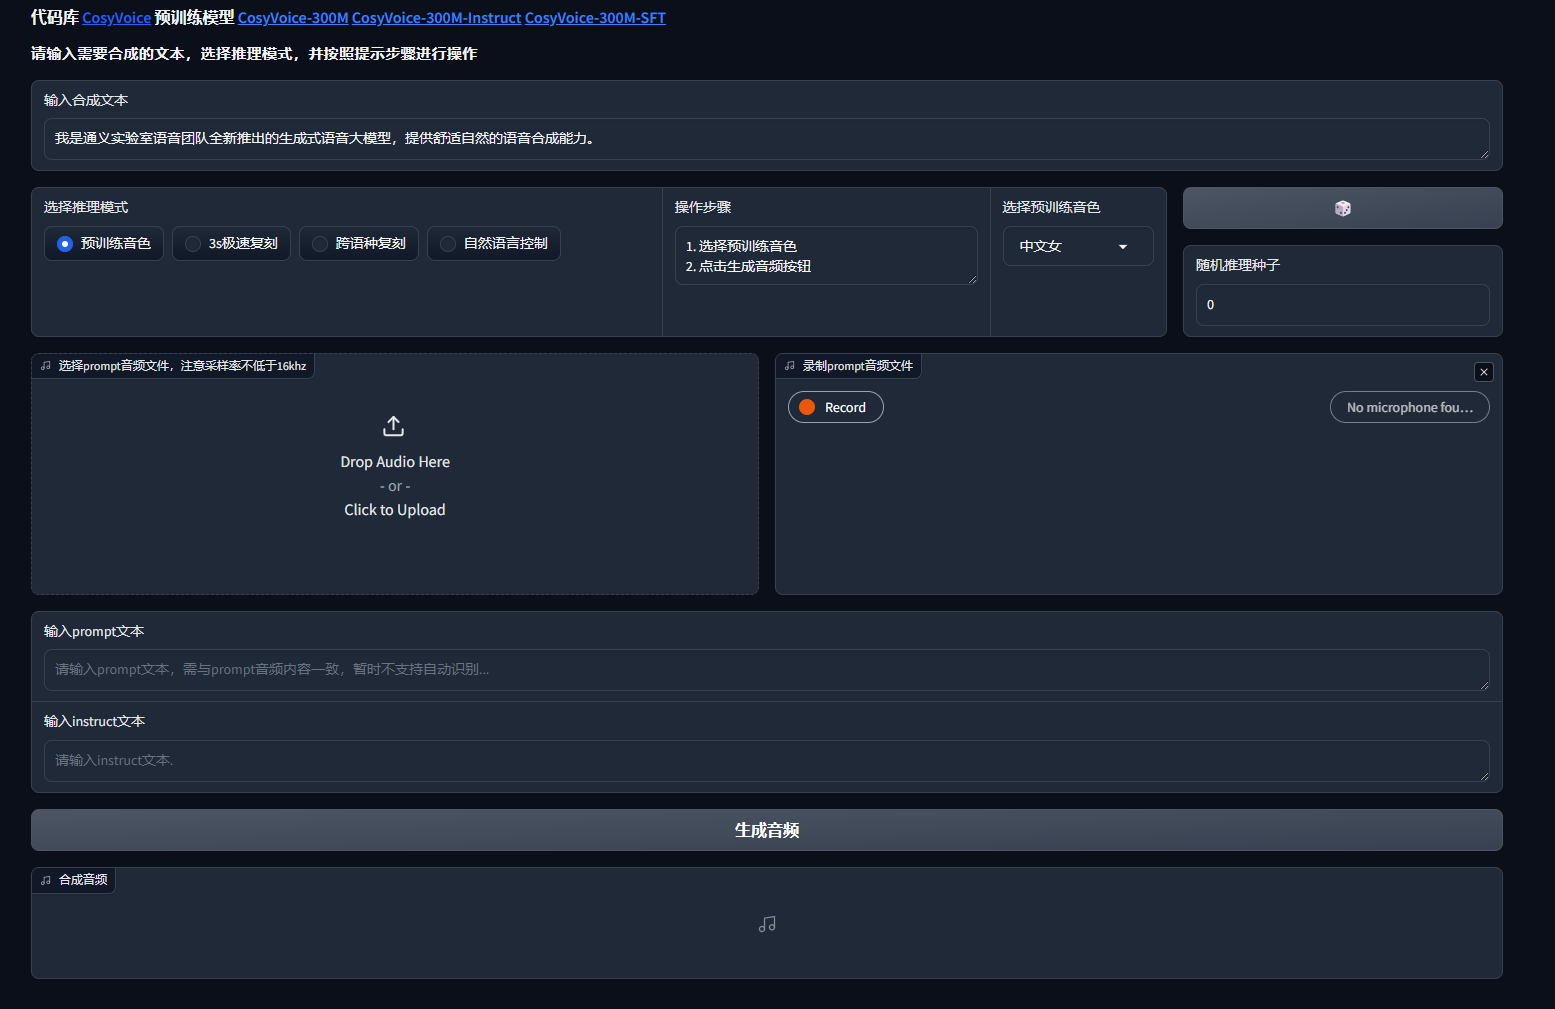 代码库 CosyVoice 预训练模型 CosyVoice-300M CosyVoice-300M-Instruct CosyVoice-300M-SFT
请输入需要合成的文本，选择推理模式，并按照提示步骤进行操作
输入合成文本
我是通义实验室语音团队全新推出的生成式语音大模型，提供舒适自然的语音合成能力。
选择推理模式
预训练音色
3s极速复刻
跨语种复刻
自然语言控制
操作步骤
1. 选择预训练音色
2. 点击生成音频按钮
选择预训练音色
中文女
随机推理种子
0
选择prompt音频文件，注意采样率不低于16khz
Drop Audio Here
- or -
Click to Upload
录制prompt音频文件
Record
No microphone fou...
输入prompt文本
请输入prompt文本，需与prompt音频内容一致，暂时不支持自动识别...
输入instruct文本
请输入instruct文本.
生成音频
合成音频